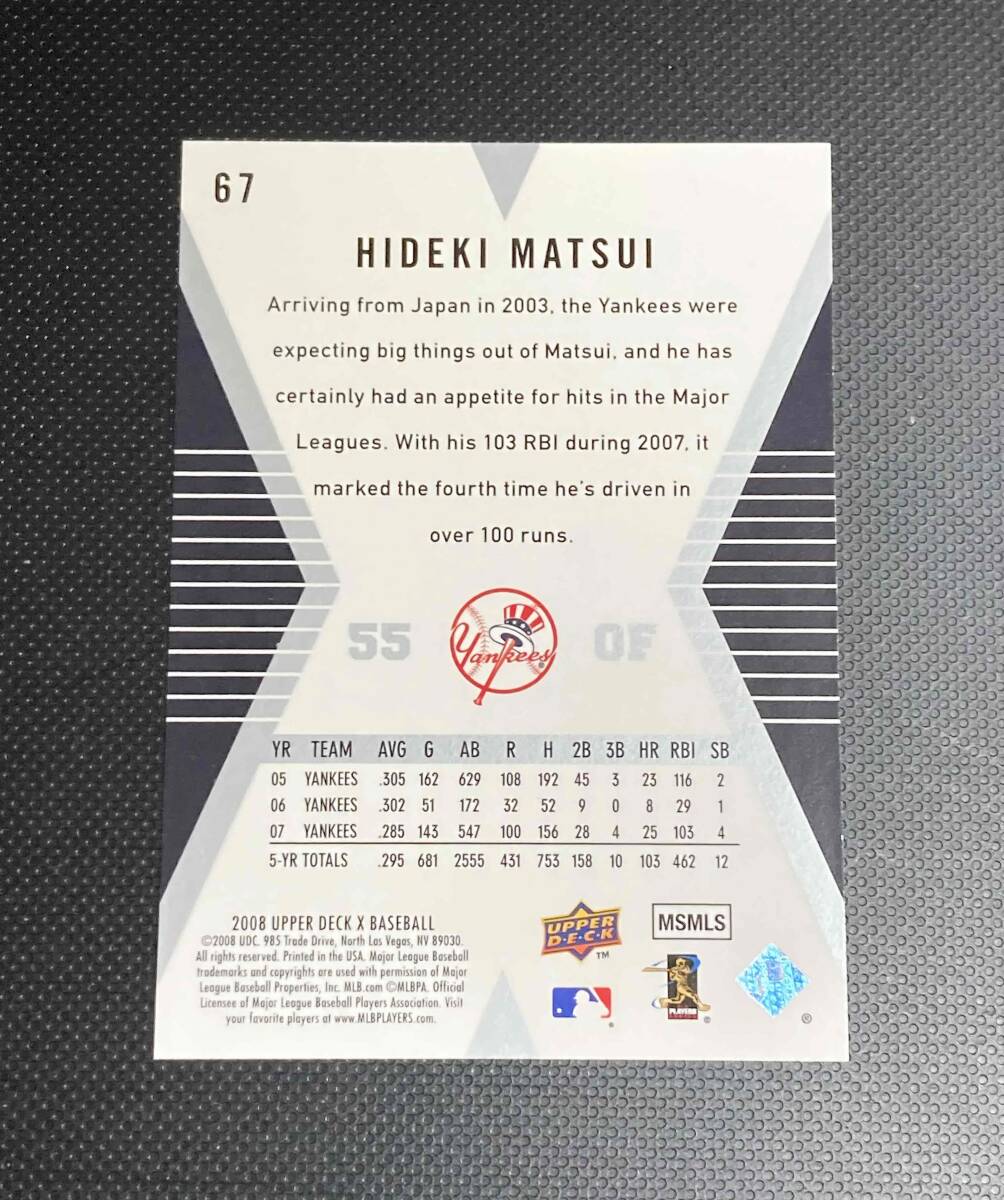 67
HIDEKI MATSUI
Arriving from Japan in 2003, the Yankees were
expecting big things out of Matsui, and he has
certainly had an appetite for hits in the Major
Leagues. With his 103 RBI during 2007, it
marked the fourth time he's driven in
over 100 runs.
55 Yankees OF
YR TEAM AVG G AB R H 2B 3B HR RBI SB
05 YANKEES .305 162 629 108 192 45 3 23 116 2
06 YANKEES .302 51 172 32 52 9 0 8 29 1
07 YANKEES .285 143 547 100 156 28 4 25 103 4
5-YR TOTALS .295 681 2555 431 753 158 10 103 462 12
2008 UPPER DECK X BASEBALL
©2008 UDC. 985 Trade Drive, North Las Vegas, NV 89030.
All rights reserved. Printed in the USA. Major League Baseball
trademarks and copyrights are used with permission of Major
League Baseball Properties, Inc. MLB.com ©MLBPA. Official
Licensee of Major League Baseball Players Association. Visit
your favorite players at www.MLBPLAYERS.com.
UPPER
D·E·C·K
TM
MSMLS
PLAYERS
®
®
®